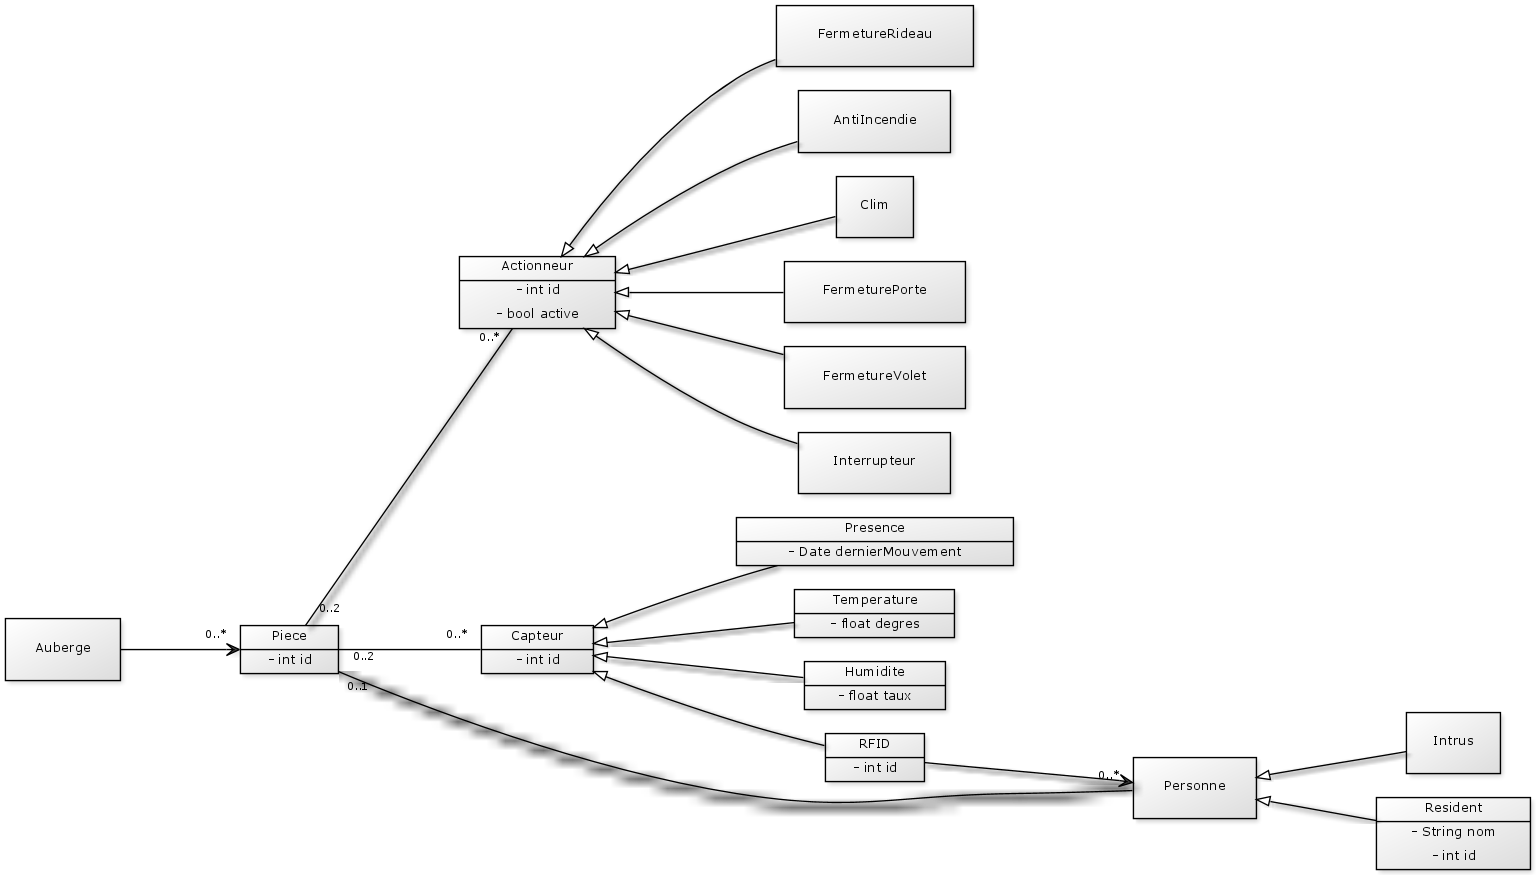 FermetureRideau
AntiIncendie
Clim
Actionneur
- int id
- bool active
0..*
FermeturePorte
FermetureVolet
Interrupteur
Presence
- Date dernierMouvement
Temperature
- float degres
Humidite
- float taux
RFID
- int id
Auberge
0..*
Piece
- int id
0..2
0..2
0..1
0..*
Capteur
- int id
0..*
Personne
Intrus
Resident
- String nom
- int id